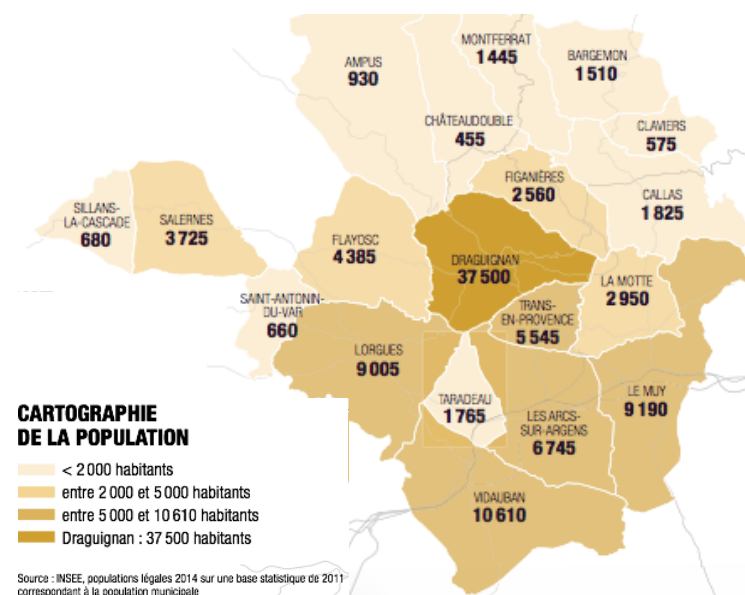 MONTFERRAT
1 445
BARGEMON
1 510
AMPUS
930
CHÂTEAUDOUBLE
455
CLAVIERS
575
FIGANIÈRES
2 560
CALLAS
1 825
SILLANS-
LA-CASCADE
680
SALERNES
3 725
FLAYOSC
4 385
DRAGUIGNAN
37 500
LA MOTTE
2 950
SAINT-ANTONIN-
DU-VAR
660
TRANS-
EN-PROVENCE
5 545
LORGUES
9 005
TARADEAU
1 765
LES ARCS-
SUR-ARGENS
6 745
LE MUY
9 190
VIDAUBAN
10 610
CARTOGRAPHIE
DE LA POPULATION
< 2 000 habitants
entre 2 000 et 5 000 habitants
entre 5 000 et 10 610 habitants
Draguignan : 37 500 habitants
Source : INSEE, populations légales 2014 sur une base statistique de 2011
correspondant à la population municipale